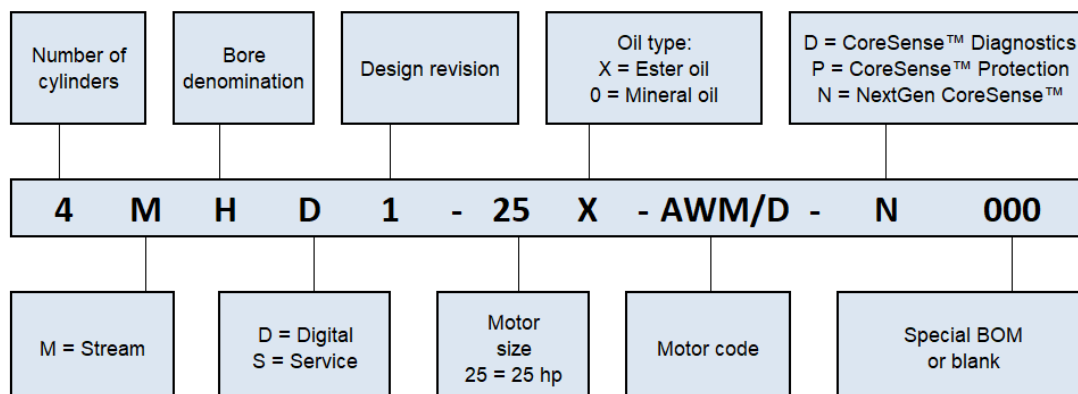 Number of
cylinders
Bore
denomination
Design revision
Oil type:
X = Ester oil
0 = Mineral oil
D = CoreSense™ Diagnostics
P = CoreSense™ Protection
N = NextGen CoreSense™
4 M H D 1 - 25 X - AWM/D - N 000
M = Stream
D = Digital
S = Service
Motor
size
25 = 25 hp
Motor code
Special BOM
or blank